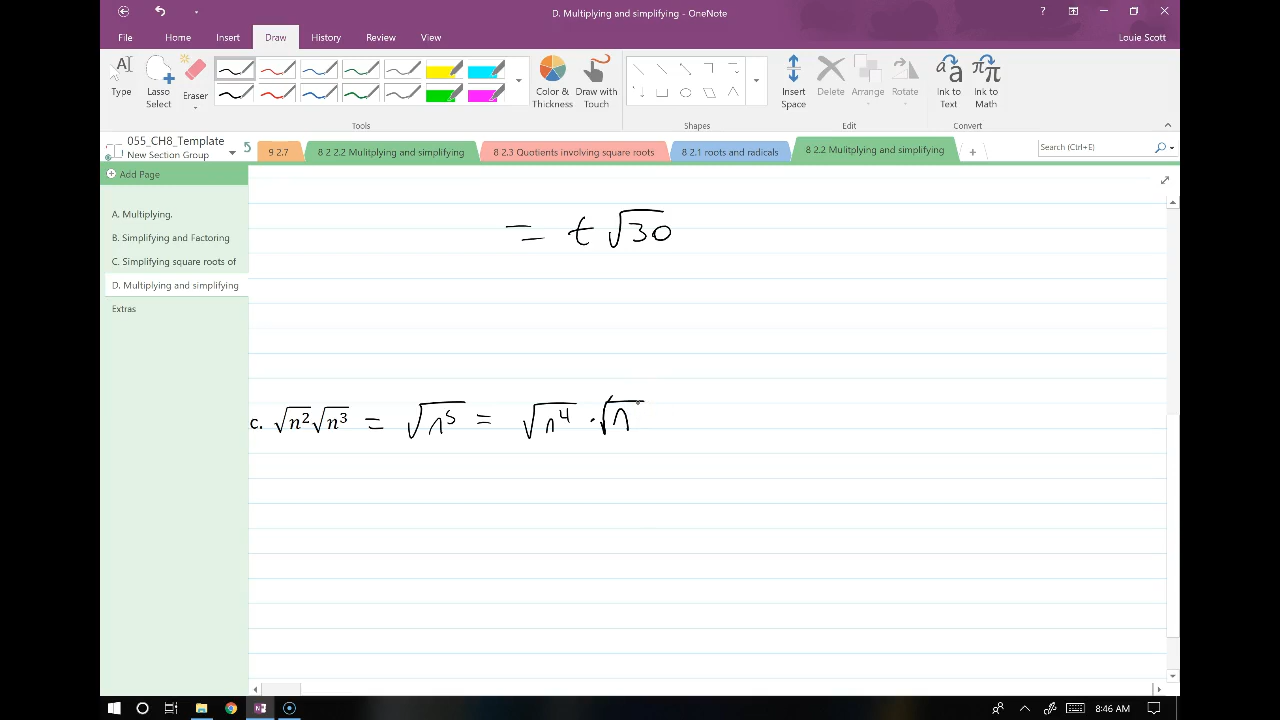 D. Multiplying and simplifying - OneNote
?
Louie Scott
File Home Insert Draw History Review View
Type
Lasso Select
Eraser
Color & Thickness
Draw with Touch
Insert Space
Delete
Arrange
Rotate
Ink to Text
Ink to Math
Tools
Shapes
Edit
Convert
055_CH8_Template
New Section Group
9 2.7
8 2.2.2 Mulitplying and simplifying
8 2.3 Quotients involving square roots
8 2.1 roots and radicals
8 2.2 Mulitplying and simplifying
Search (Ctrl+E)
Add Page
A. Multiplying.
B. Simplifying and Factoring
C. Simplifying square roots of
D. Multiplying and simplifying
Extras
= t √30
c. √n² √n³ = √n⁵ = √n⁴ · √n
8:46 AM